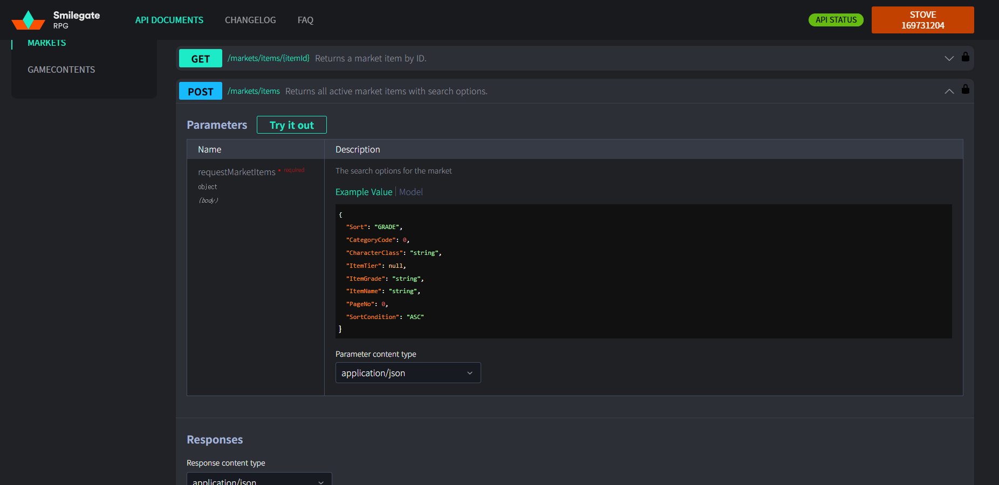 Smilegate
RPG
API DOCUMENTS
CHANGELOG
FAQ
API STATUS
STOVE
169731204
MARKETS
GAMECONTENTS
GET /markets/items/{itemId} Returns a market item by ID.
POST /markets/items Returns all active market items with search options.
Parameters
Try it out
Name
Description
requestMarketItems * required
object
(body)
The search options for the market
Example Value
Model
{
"Sort": "GRADE",
"CategoryCode": 0,
"CharacterClass": "string",
"ItemTier": null,
"ItemGrade": "string",
"ItemName": "string",
"PageNo": 0,
"SortCondition": "ASC"
}
Parameter content type
application/json
Responses
Response content type
application/json